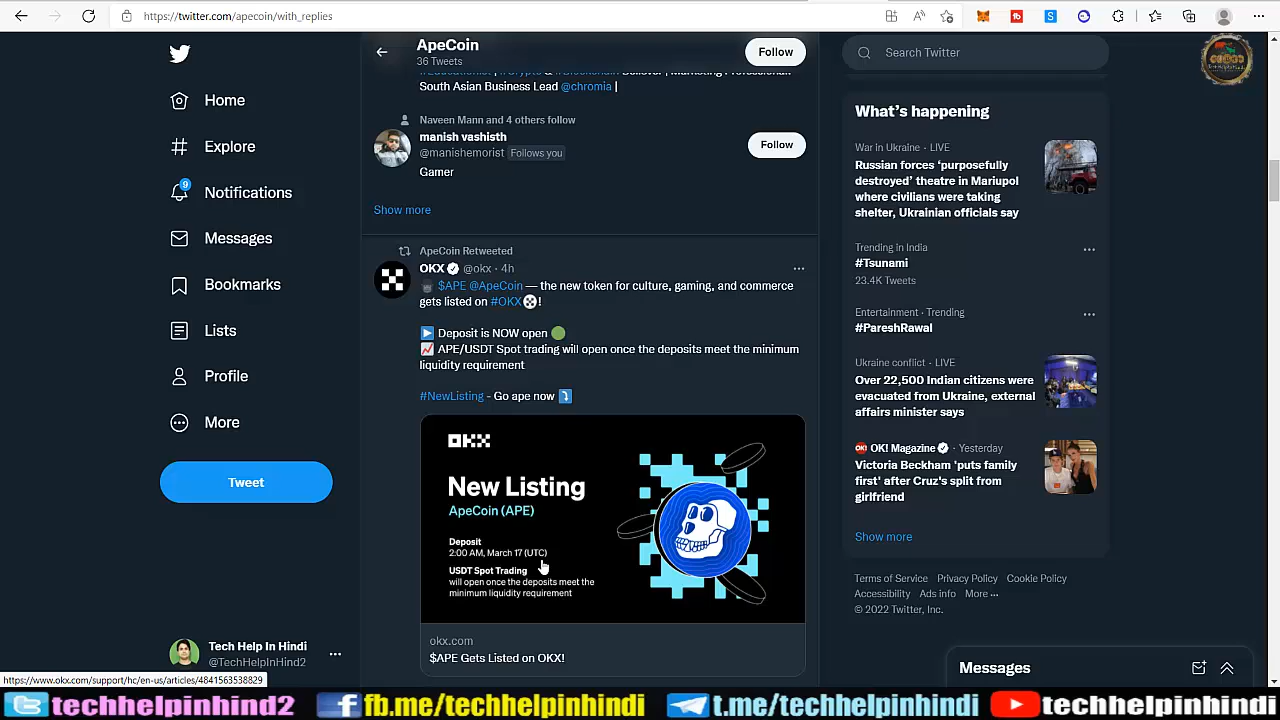 https://twitter.com/apecoin/with_replies
ApeCoin
36 Tweets
Follow
South Asian Business Lead @chromia |
Naveen Mann and 4 others follow
manish vashisth
@manishemorist Follows you
Gamer
Follow
Show more
ApeCoin Retweeted
OKX @okx · 4h
$APE @ApeCoin — the new token for culture, gaming, and commerce
gets listed on #OKX !
Deposit is NOW open
APE/USDT Spot trading will open once the deposits meet the minimum
liquidity requirement
#NewListing - Go ape now
OKX
New Listing
ApeCoin (APE)
Deposit
2:00 AM, March 17 (UTC)
USDT Spot Trading
will open once the deposits meet the
minimum liquidity requirement
okx.com
$APE Gets Listed on OKX!
Home
Explore
9
Notifications
Messages
Bookmarks
Lists
Profile
More
Tweet
Tech Help In Hindi
@TechHelpInHind2
https://www.okx.com/support/hc/en-us/articles/4841563538829
Search Twitter
What's happening
War in Ukraine · LIVE
Russian forces 'purposefully
destroyed' theatre in Mariupol
where civilians were taking
shelter, Ukrainian officials say
Trending in India
#Tsunami
23.4K Tweets
Entertainment · Trending
#PareshRawal
Ukraine conflict · LIVE
Over 22,500 Indian citizens were
evacuated from Ukraine, external
affairs minister says
OK! OK! Magazine · Yesterday
Victoria Beckham 'puts family
first' after Cruz's split from
girlfriend
Show more
Terms of Service Privacy Policy Cookie Policy
Accessibility Ads info More ···
© 2022 Twitter, Inc.
Messages
techhelpinhind2 fb.me/techhelpinhindi t.me/techhelpinhindi techhelpinhindi